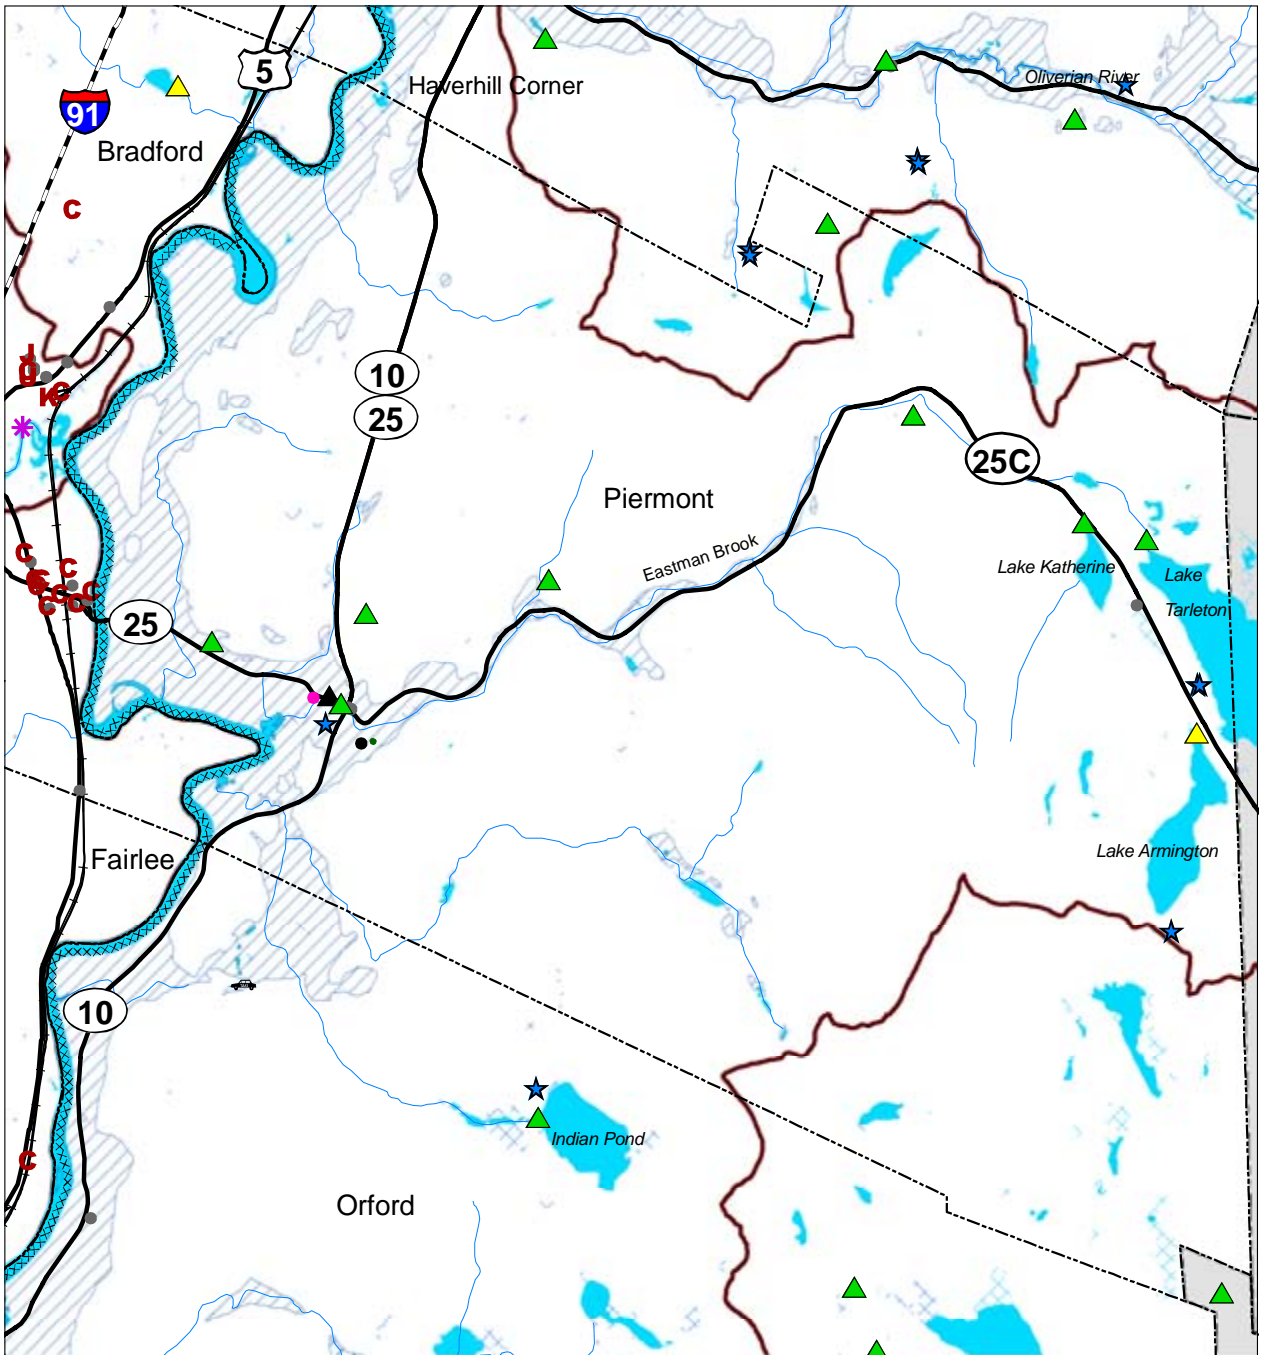 5
Haverhill Corner
Oliverian River
91
Bradford
C
10
25
J
U
K
C
25C
Piermont
Eastman Brook
Lake Katherine
Lake
Tarleton
C
C
C
C
C
C
C
C
25
Fairlee
Lake Armington
10
Indian Pond
C
Orford